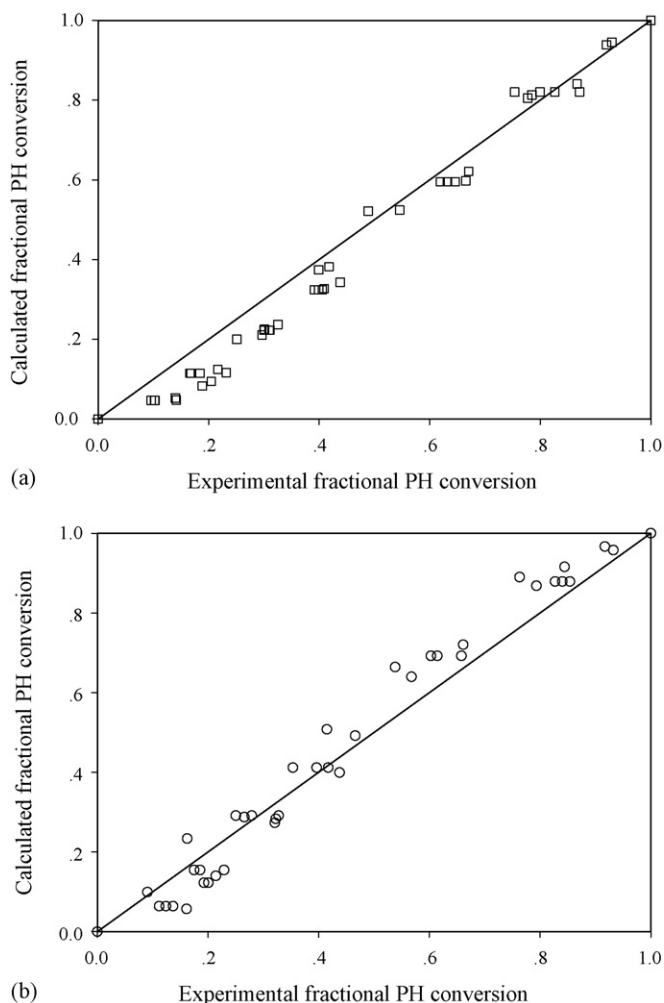 1.0
.8
.6
.4
.2
0.0
Calculated fractional PH conversion
0.0 .2 .4 .6 .8 1.0
(a) Experimental fractional PH conversion
1.0
.8
.6
.4
.2
0.0
Calculated fractional PH conversion
0.0 .2 .4 .6 .8 1.0
(b) Experimental fractional PH conversion